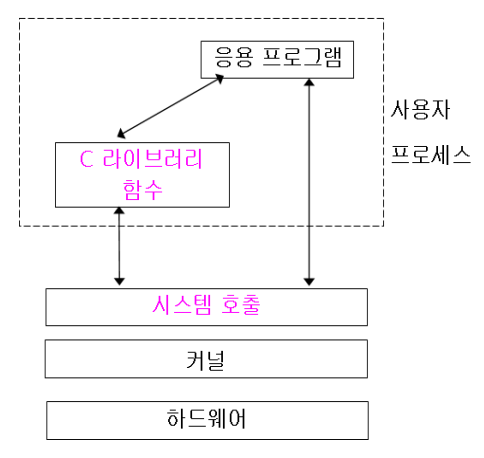 응용 프로그램
사용자
프로세스
C 라이브러리
함수
시스템 호출
커널
하드웨어